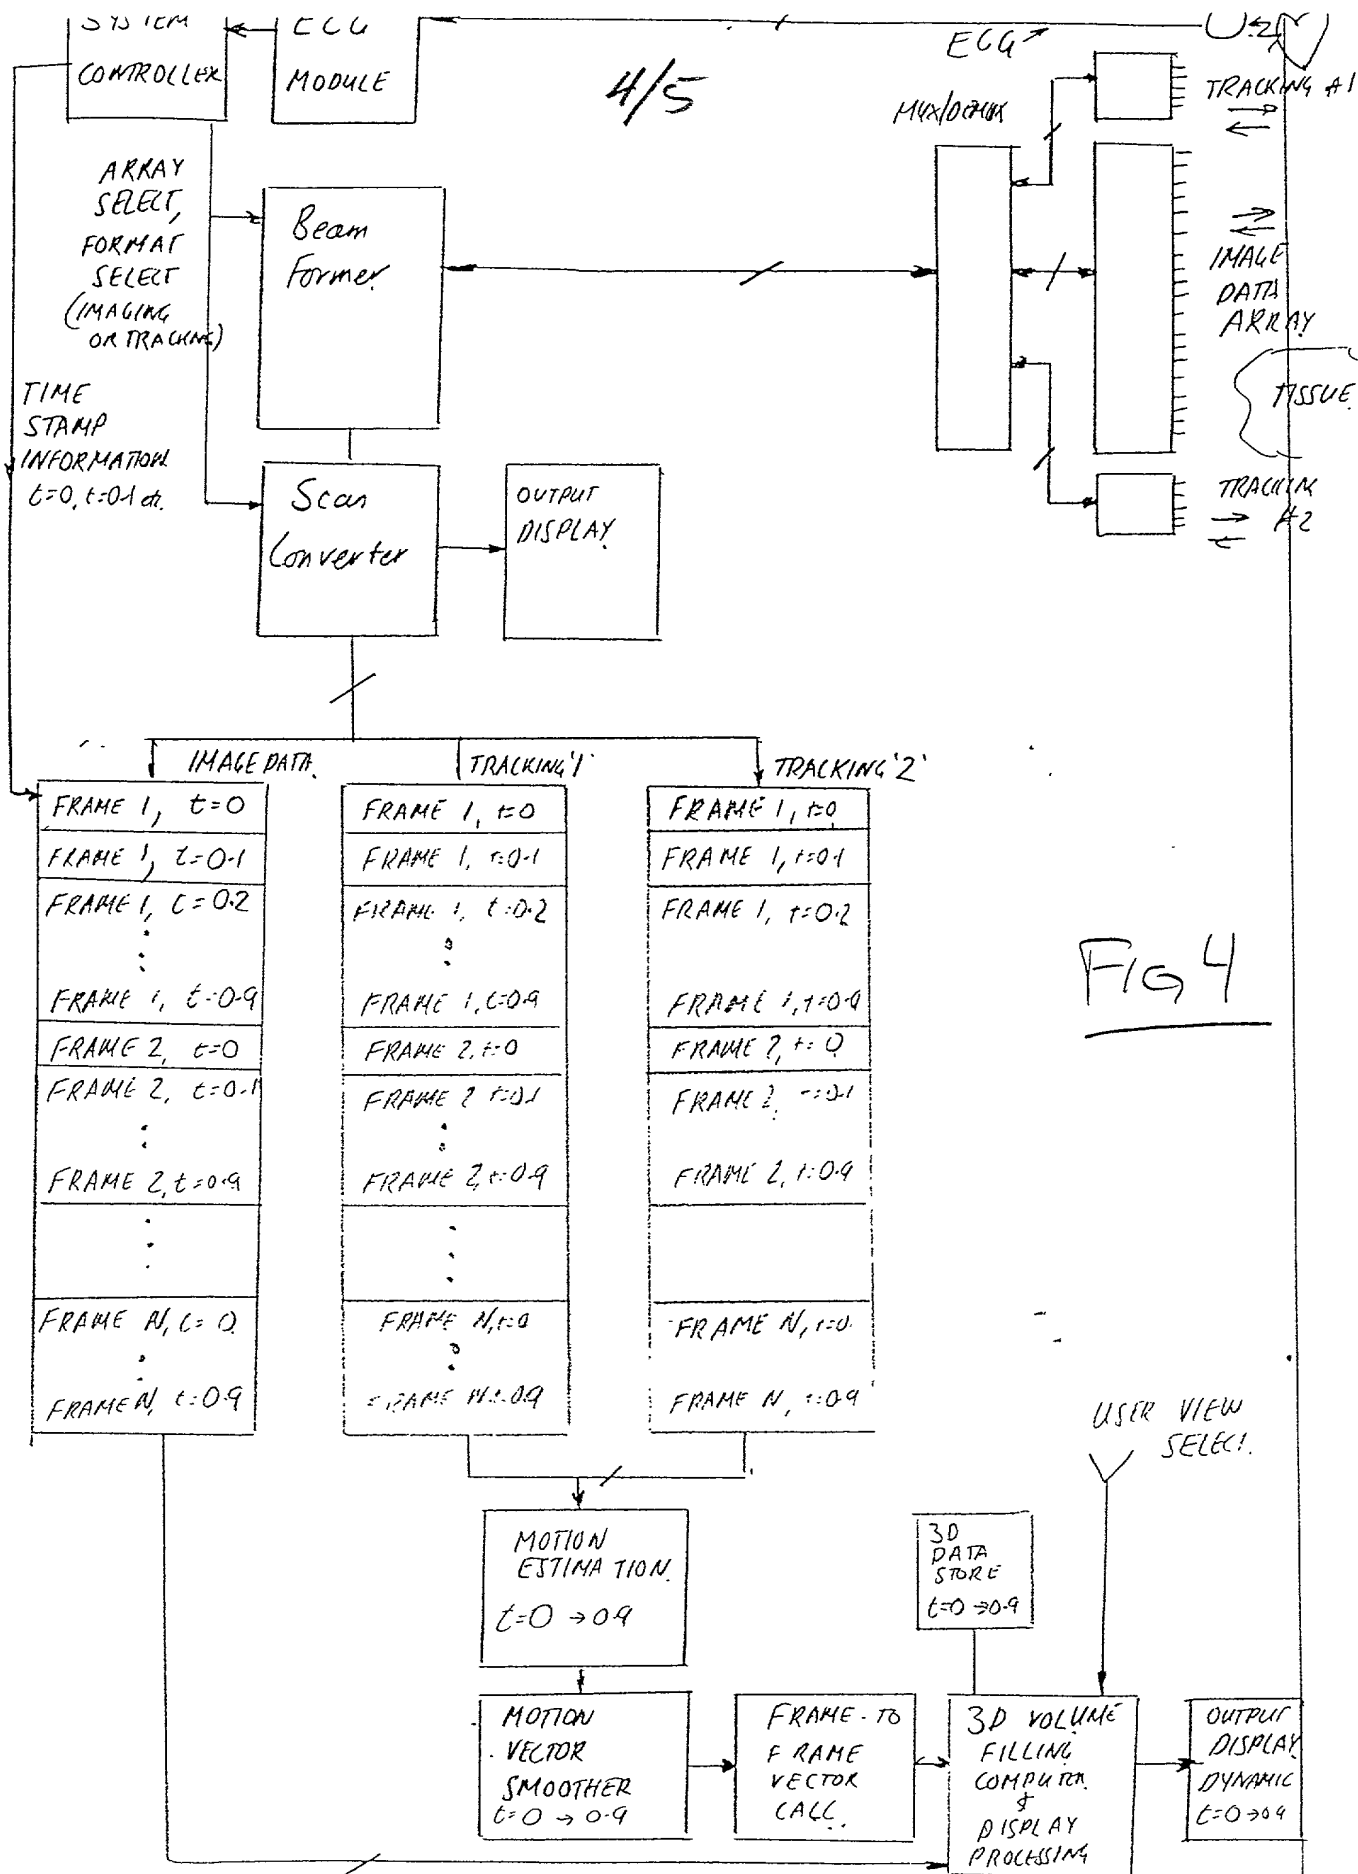 SYSTEM
CONTROLLER
ECG
MODULE
4/5
ECG
MUX/DEMUX
TRACKING #1
ARRAY
SELECT,
FORMAT
SELECT
(IMAGING
OR TRACKING)
Beam
Former
IMAGE
DATA
ARRAY
TISSUE
TIME
STAMP
INFORMATION
t=0, t=0.1 etc.
Scan
Converter
OUTPUT
DISPLAY
TRACKING
#2
IMAGE DATA
TRACKING '1'
TRACKING '2'
FRAME 1, t=0
FRAME 1, t=0.1
FRAME 1, t=0.2
FRAME 1, t=0.9
FRAME 2, t=0
FRAME 2, t=0.1
FRAME 2, t=0.9
FRAME N, t=0
FRAME N, t=0.9
FRAME 1, t=0
FRAME 1, t=0.1
FRAME 1, t=0.2
FRAME 1, t=0.9
FRAME 2, t=0
FRAME 2 t=0.1
FRAME 2, t=0.9
FRAME N, t=0
FRAME N t=0.9
FRAME 1, t=0
FRAME 1, t=0.1
FRAME 1, t=0.2
FRAME 1, t=0.9
FRAME 2, t=0
FRAME 2, t=0.1
FRAME 2, t=0.9
FRAME N, t=0
FRAME N, t=0.9
FIG 4
USER VIEW
SELECT
MOTION
ESTIMATION
t=0 → 0.9
3D
DATA
STORE
t=0 → 0.9
MOTION
VECTOR
SMOOTHER
t=0 → 0.9
FRAME-TO
FRAME
VECTOR
CALC.
3D VOLUME
FILLING
COMPUTER
&
DISPLAY
PROCESSING
OUTPUT
DISPLAY
DYNAMIC
t=0→0.9